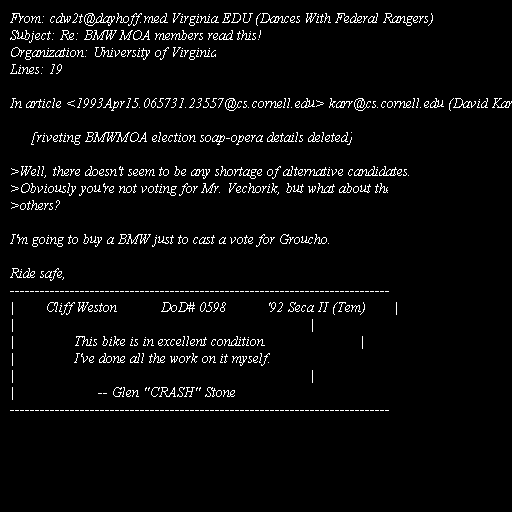 From: cdw2t@dayhoff.med.Virginia.EDU (Dances With Federal Rangers)
Subject: Re: BMW MOA members read this!
Organization: University of Virginia
Lines: 19
In article <1993Apr15.065731.23557@cs.cornell.edu> karr@cs.cornell.edu (David Kar
[riveting BMWMOA election soap-opera details deleted]
>Well, there doesn't seem to be any shortage of alternative candidates.
>Obviously you're not voting for Mr. Vechorik, but what about the
>others?
I'm going to buy a BMW just to cast a vote for Groucho.
Ride safe,
----------------------------------------------------------------------------
| Cliff Weston DoD# 0598 '92 Seca II (Tem) |
| |
| This bike is in excellent condition. |
| I've done all the work on it myself.
| |
| -- Glen "CRASH" Stone
----------------------------------------------------------------------------